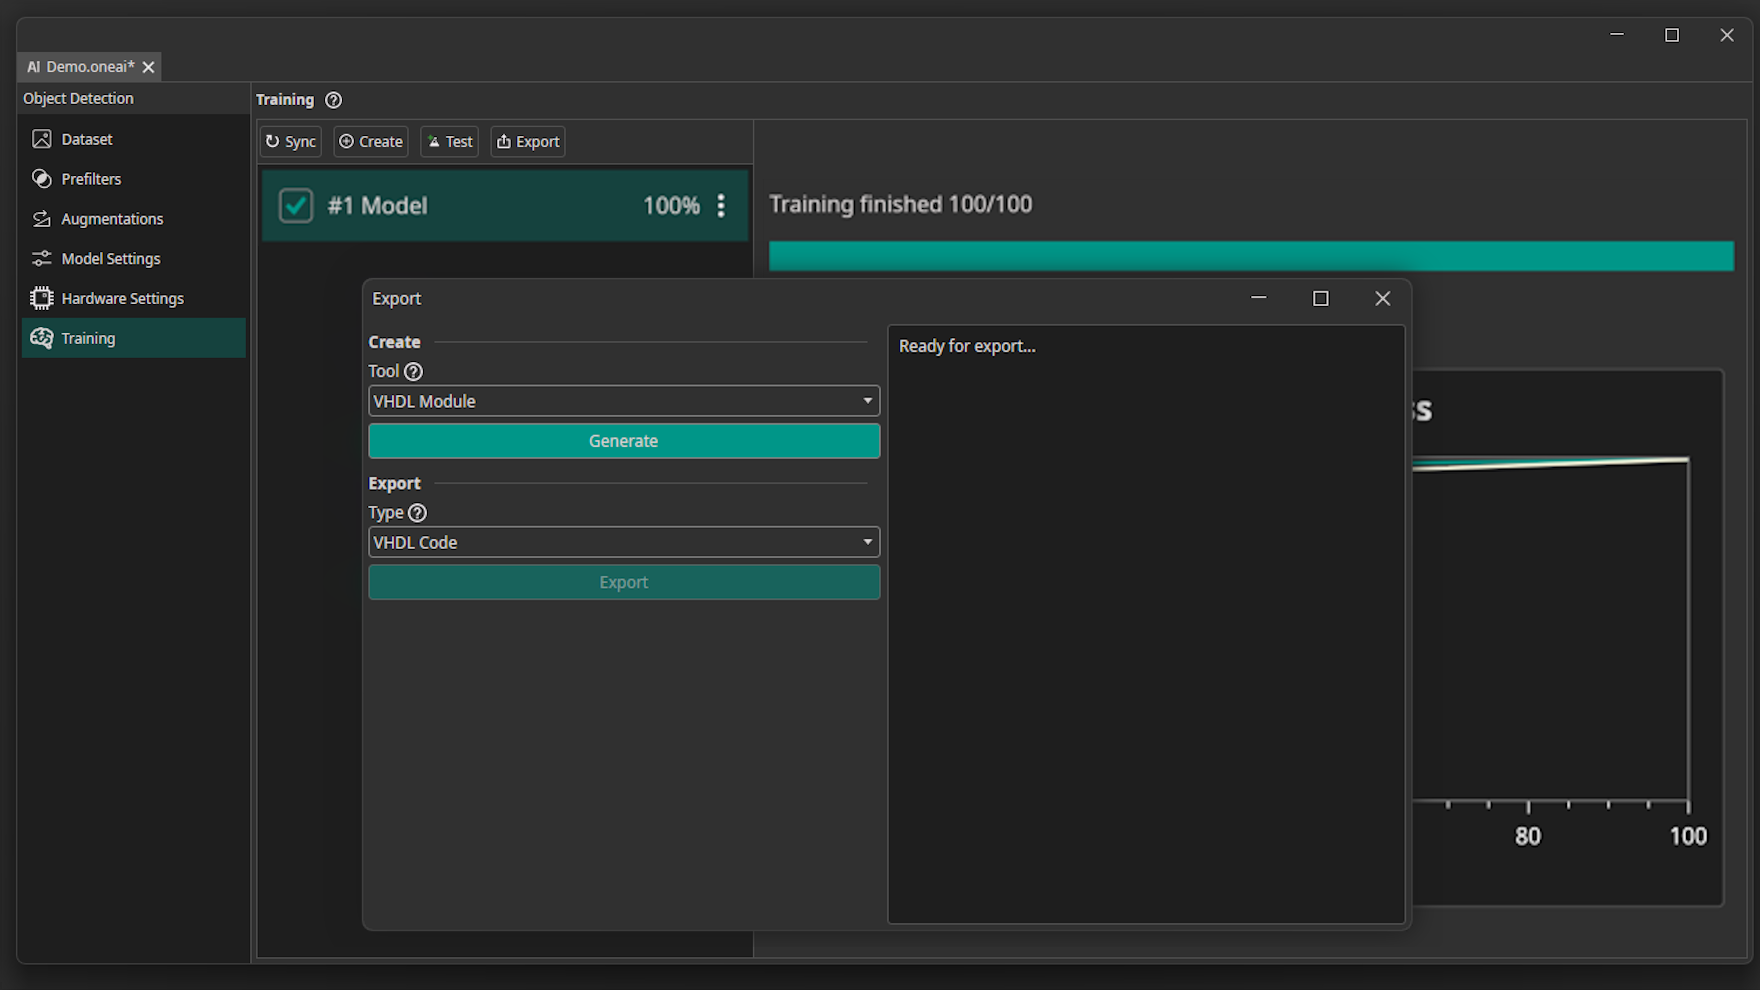 AI Demo.oneai*
Object Detection
Dataset
Prefilters
Augmentations
Model Settings
Hardware Settings
Training
Training
Sync Create Test Export
#1 Model 100%
Training finished 100/100
Export
Create
Tool
VHDL Module
Generate
Export
Type
VHDL Code
Export
Ready for export...
ss
80 100